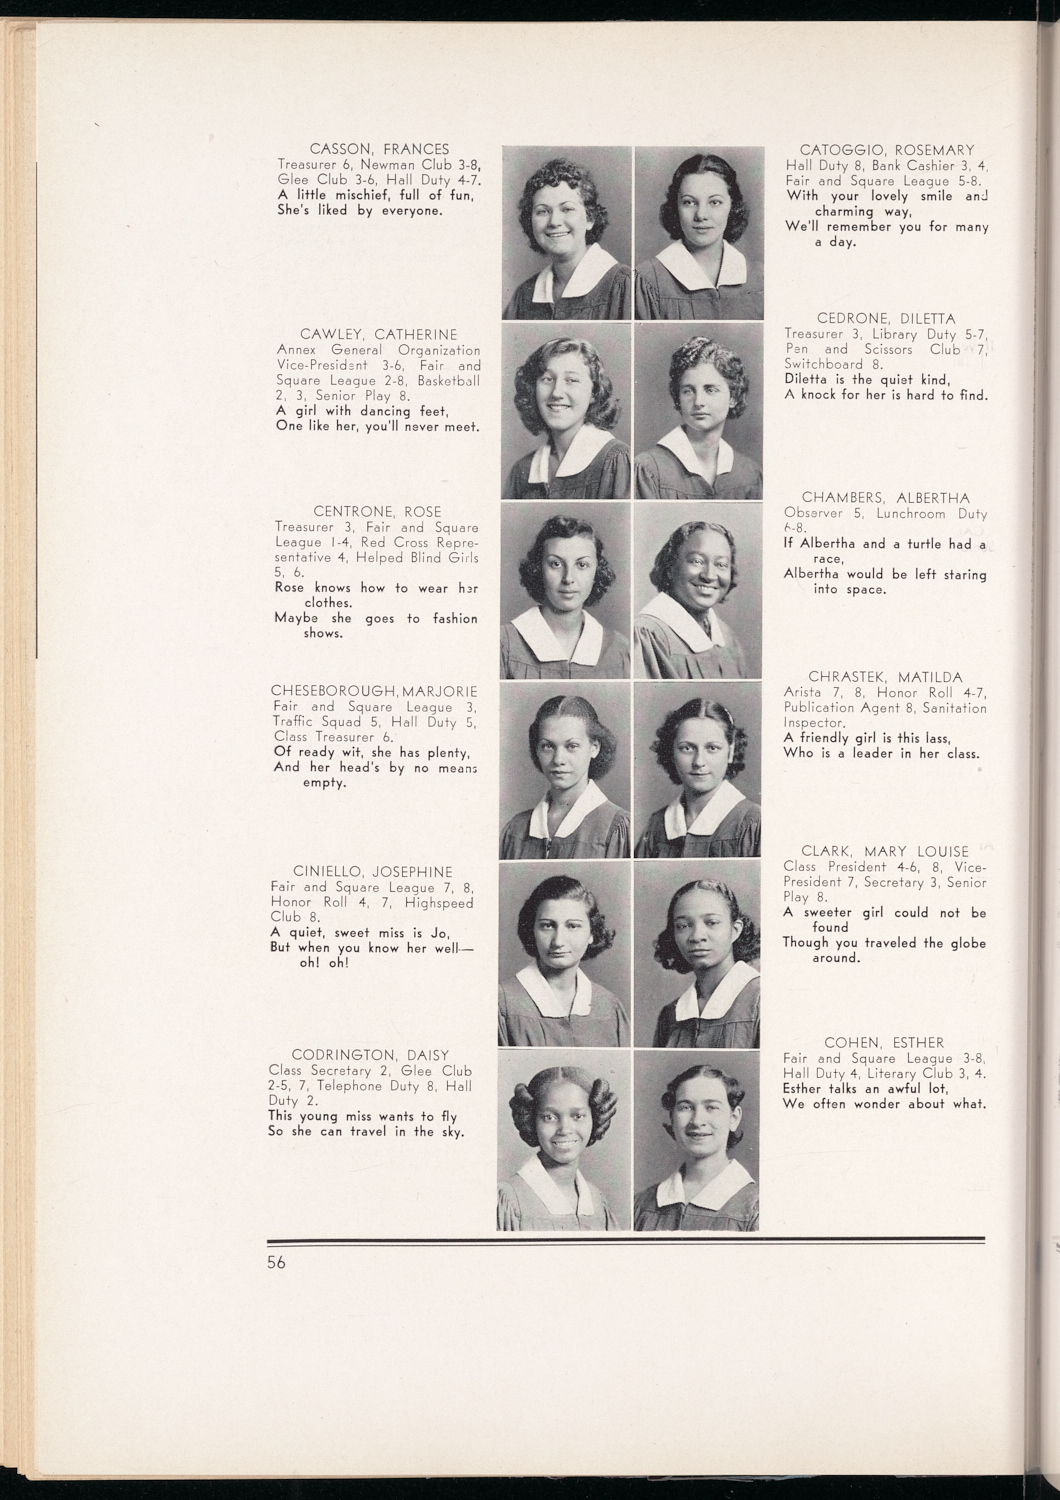 CASSON, FRANCES
Treasurer 6, Newman Club 3-8,
Glee Club 3-6, Hall Duty 4-7.
A little mischief, full of fun,
She's liked by everyone.
CATOGGIO, ROSEMARY
Hall Duty 8, Bank Cashier 3, 4,
Fair and Square League 5-8.
With your lovely smile and
charming way,
We'll remember you for many
a day.
CAWLEY, CATHERINE
Annex General Organization
Vice-President 3-6, Fair and
Square League 2-8, Basketball
2, 3, Senior Play 8.
A girl with dancing feet,
One like her, you'll never meet.
CEDRONE, DILETTA
Treasurer 3, Library Duty 5-7,
Pen and Scissors Club 7,
Switchboard 8.
Diletta is the quiet kind,
A knock for her is hard to find.
CENTRONE, ROSE
Treasurer 3, Fair and Square
League 1-4, Red Cross Repre-
sentative 4, Helped Blind Girls
5, 6.
Rose knows how to wear her
clothes.
Maybe she goes to fashion
shows.
CHAMBERS, ALBERTHA
Observer 5, Lunchroom Duty
6-8.
If Albertha and a turtle had a
race,
Albertha would be left staring
into space.
CHESEBOROUGH, MARJORIE
Fair and Square League 3,
Traffic Squad 5, Hall Duty 5,
Class Treasurer 6.
Of ready wit, she has plenty,
And her head's by no means
empty.
CHRASTEK, MATILDA
Arista 7, 8, Honor Roll 4-7,
Publication Agent 8, Sanitation
Inspector.
A friendly girl is this lass,
Who is a leader in her class.
CINIELLO, JOSEPHINE
Fair and Square League 7, 8,
Honor Roll 4, 7, Highspeed
Club 8.
A quiet, sweet miss is Jo,
But when you know her well—
oh! oh!
CLARK, MARY LOUISE
Class President 4-6, 8, Vice-
President 7, Secretary 3, Senior
Play 8.
A sweeter girl could not be
found
Though you traveled the globe
around.
CODRINGTON, DAISY
Class Secretary 2, Glee Club
2-5, 7, Telephone Duty 8, Hall
Duty 2.
This young miss wants to fly
So she can travel in the sky.
COHEN, ESTHER
Fair and Square League 3-8,
Hall Duty 4, Literary Club 3, 4.
Esther talks an awful lot,
We often wonder about what.
56